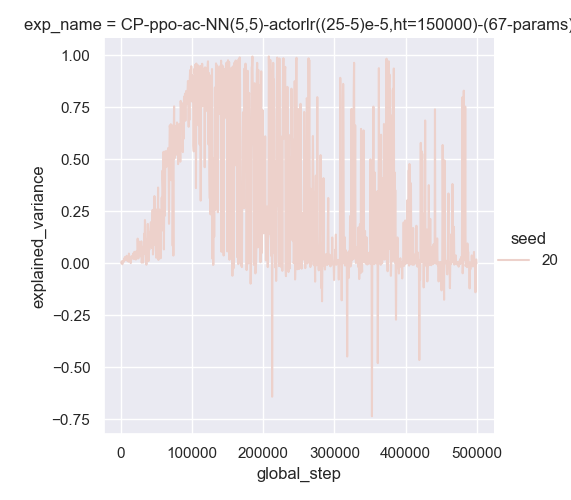 exp_name = CP-ppo-ac-NN(5,5)-actorlr((25-5)e-5,ht=150000)-(67-params)
1.00
0.75
0.50
0.25
0.00
−0.25
−0.50
−0.75
explained_variance
0 100000 200000 300000 400000 500000
global_step
seed
20